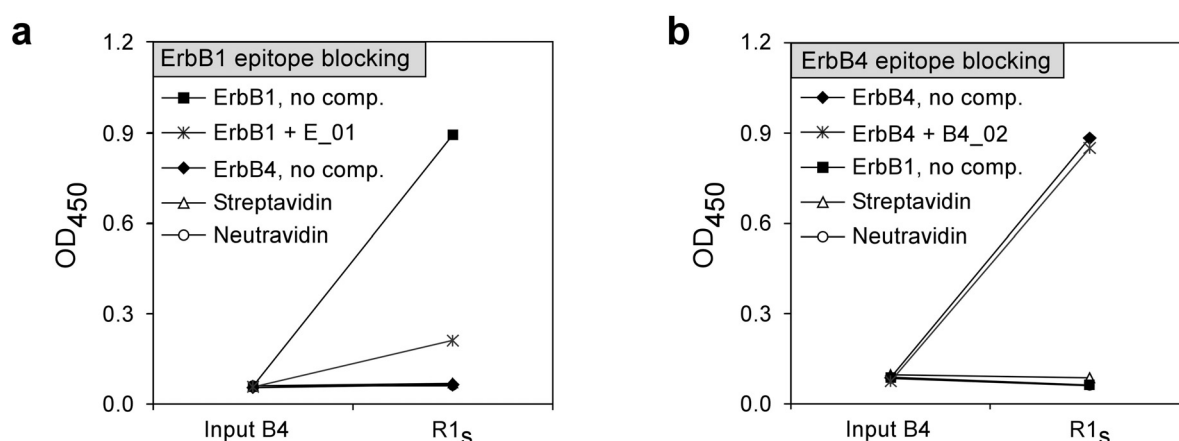 a
ErbB1 epitope blocking
ErbB1, no comp.
ErbB1 + E_01
ErbB4, no comp.
Streptavidin
Neutravidin
OD450
1.2
0.9
0.6
0.3
0.0
Input B4
R1s
b
ErbB4 epitope blocking
ErbB4, no comp.
ErbB4 + B4_02
ErbB1, no comp.
Streptavidin
Neutravidin
OD450
1.2
0.9
0.6
0.3
0.0
Input B4
R1s